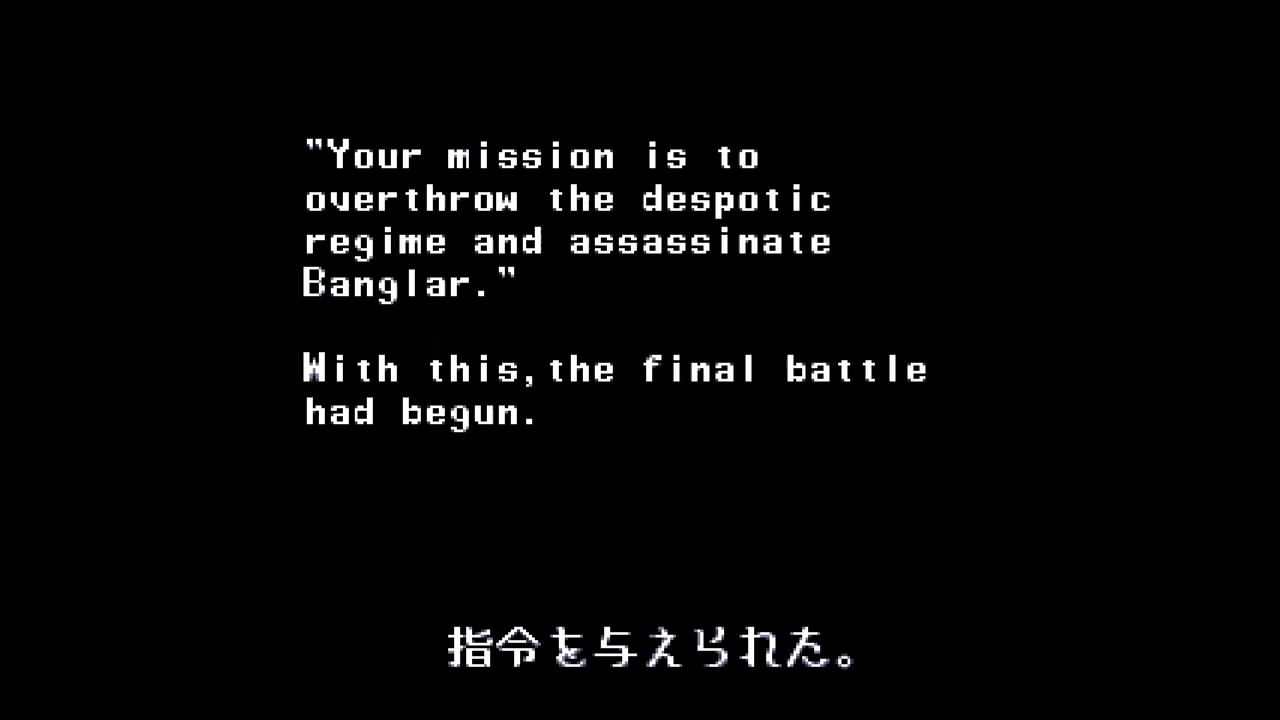 "Your mission is to
overthrow the despotic
regime and assassinate
Banglar."
With this,the final battle
had begun.
指令を与えられた。